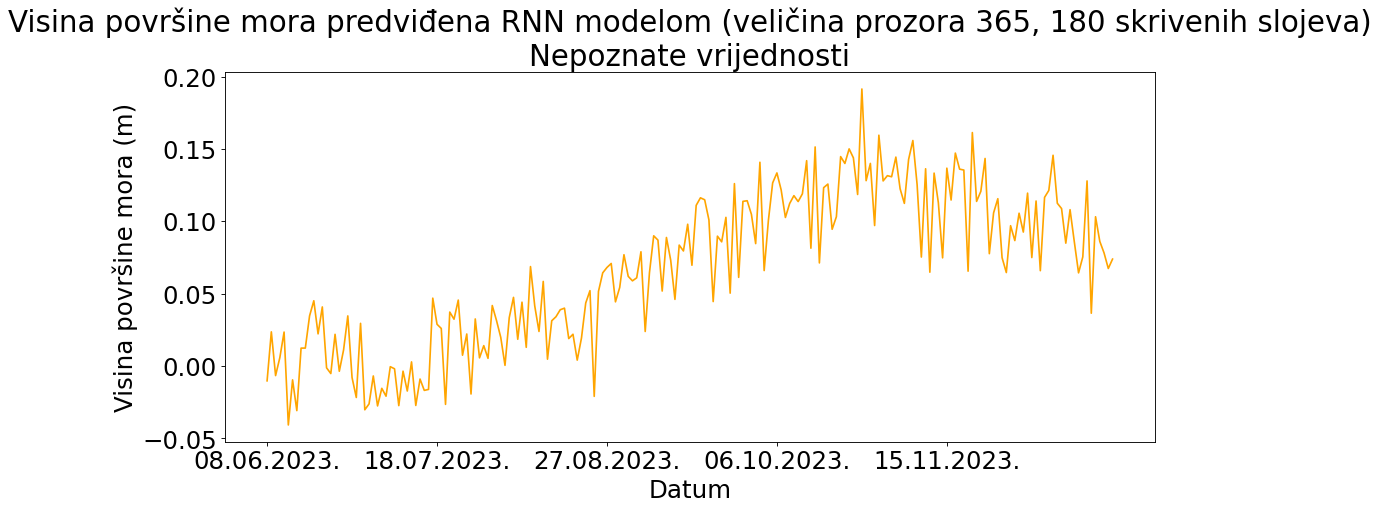 Visina površine mora predviđena RNN modelom (veličina prozora 365, 180 skrivenih slojeva)
Nepoznate vrijednosti
Visina površine mora (m)
0.20
0.15
0.10
0.05
0.00
−0.05
08.06.2023. 18.07.2023. 27.08.2023. 06.10.2023. 15.11.2023.
Datum